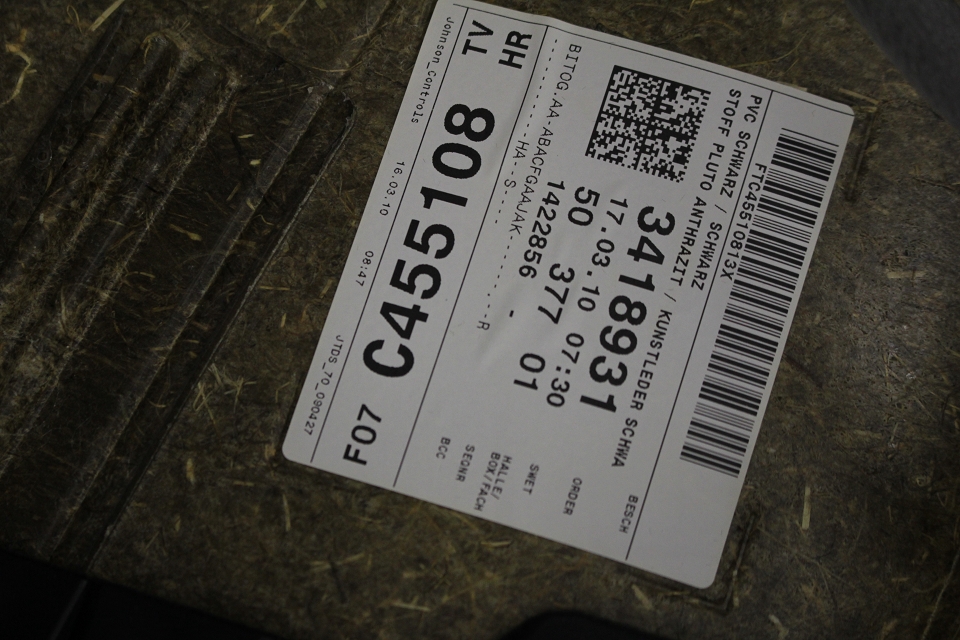 FTC45510813X
PVC SCHWARZ / SCHWARZ
STOFF PLUTO ANTHRAZIT / KUNSTLEDER SCHWA
BESCH
3418931
ORDER
17.03.10 07:30
SWET
50 377 01
HALLE/
BOX/FACH
1422856 -
SEQNR
BITOG.AA-ABACFGAAJAK-
R
BCC
HA--S
F07 C455108 TV
HR
Johnson_Controls 16.03.10 08:47 JTDS_70_090427